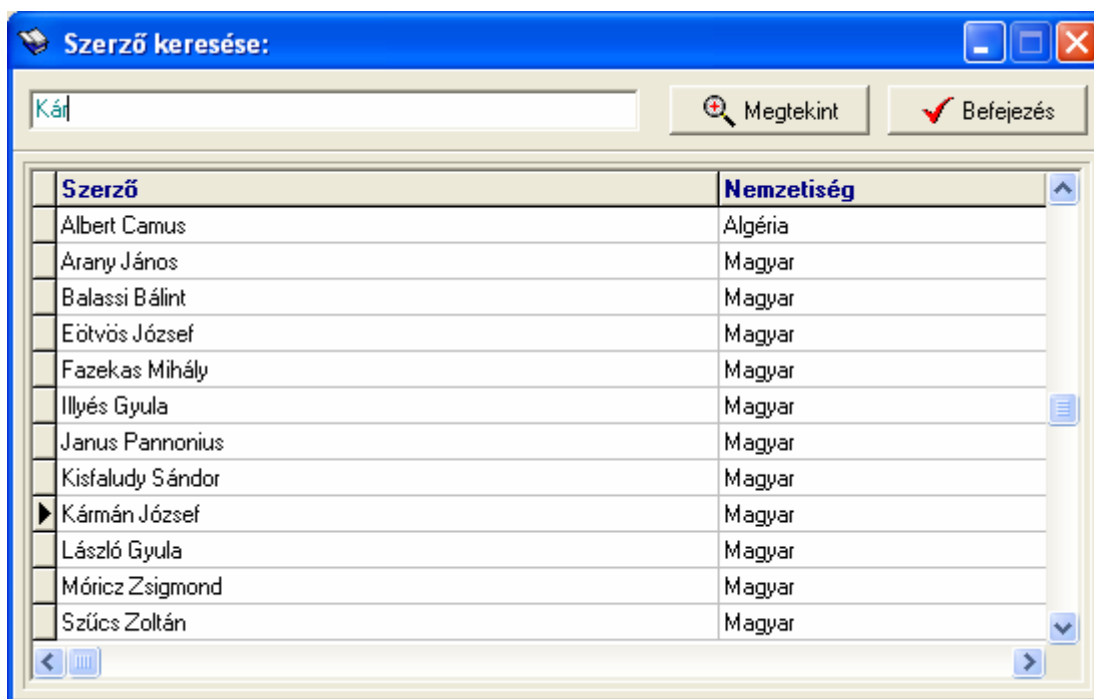 Szerző keresése:
Kár Megtekint Befejezés
Szerző Nemzetiség
Albert Camus Algéria
Arany János Magyar
Balassi Bálint Magyar
Eötvös József Magyar
Fazekas Mihály Magyar
Illyés Gyula Magyar
Janus Pannonius Magyar
Kisfaludy Sándor Magyar
Kármán József Magyar
László Gyula Magyar
Móricz Zsigmond Magyar
Szűcs Zoltán Magyar